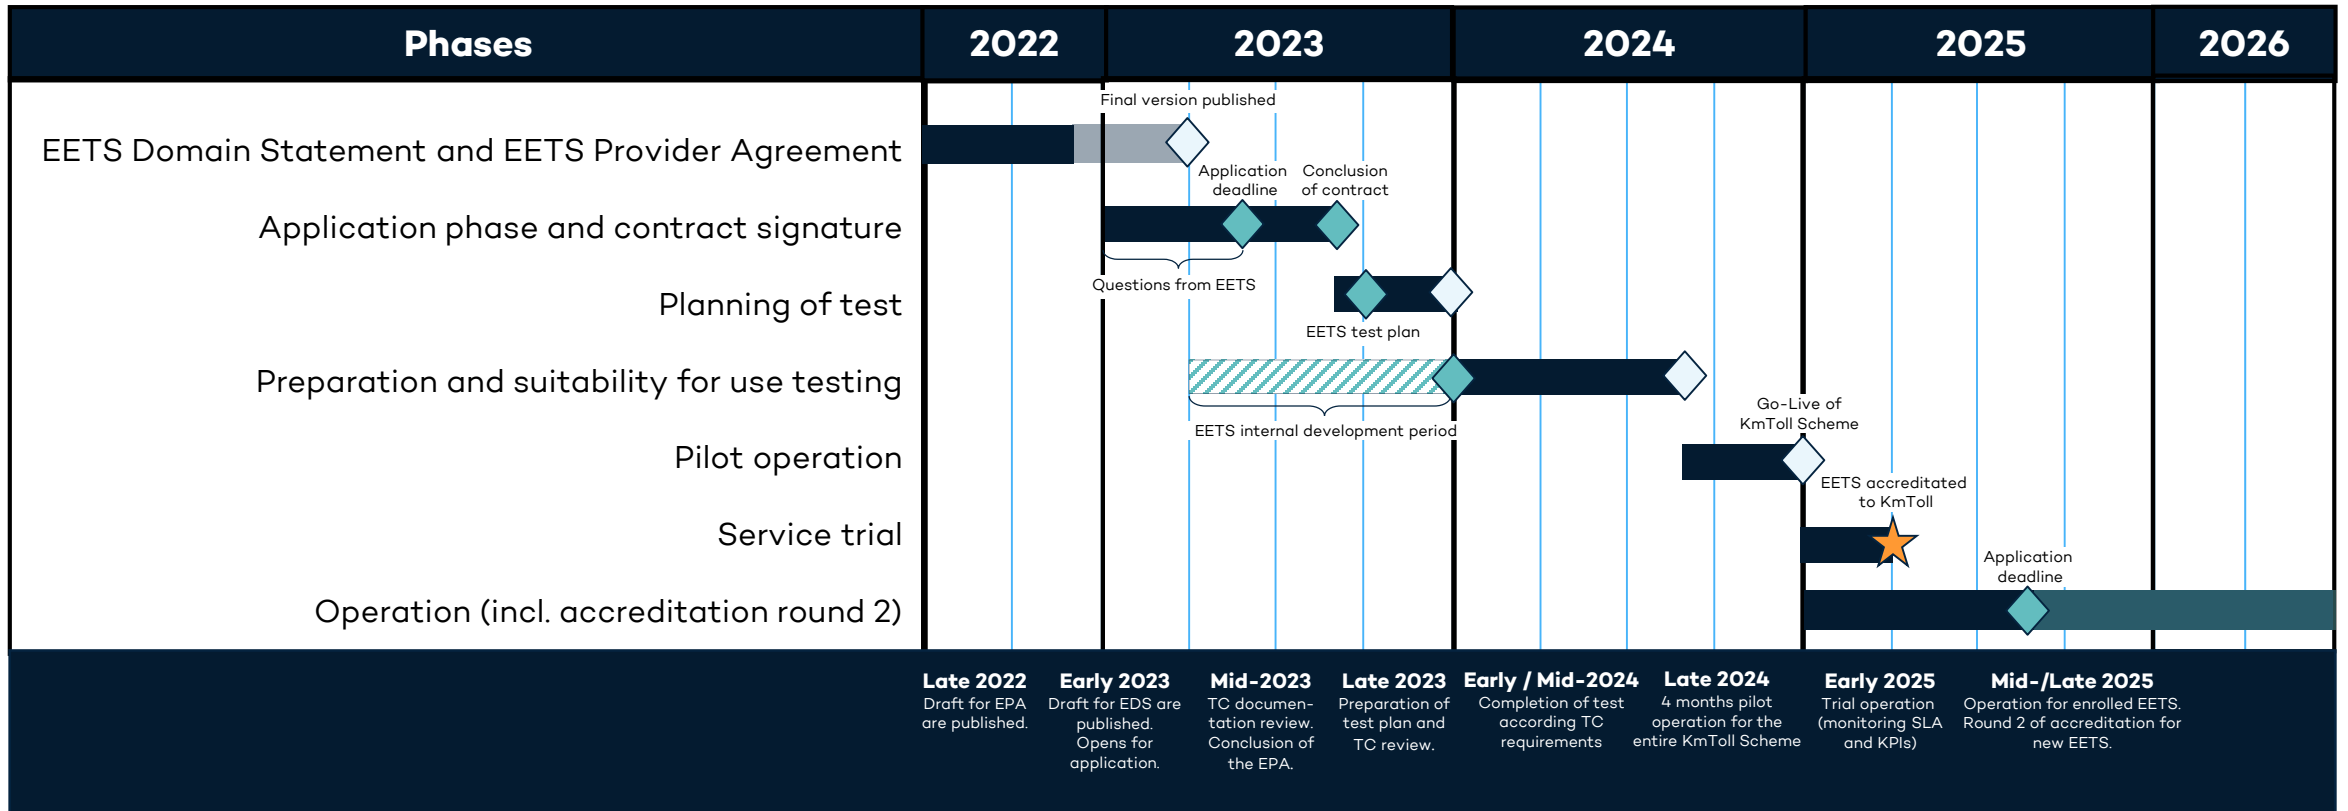 Phases 2022 2023 2024 2025 2026
Final version published
EETS Domain Statement and EETS Provider Agreement
Application
deadline
Conclusion
of contract
Application phase and contract signature
Questions from EETS
Planning of test
EETS test plan
Preparation and suitability for use testing
EETS internal development period
Go-Live of
KmToll Scheme
Pilot operation
EETS accreditated
to KmToll
Service trial
Application
deadline
Operation (incl. accreditation round 2)
Late 2022
Draft for EPA
are published.
Early 2023
Draft for EDS are
published.
Opens for
application.
Mid-2023
TC documen-
tation review.
Conclusion of
the EPA.
Late 2023
Preparation of
test plan and
TC review.
Early / Mid-2024
Completion of test
according TC
requirements
Late 2024
4 months pilot
operation for the
entire KmToll Scheme
Early 2025
Trial operation
(monitoring SLA
and KPIs)
Mid-/Late 2025
Operation for enrolled EETS.
Round 2 of accreditation for
new EETS.